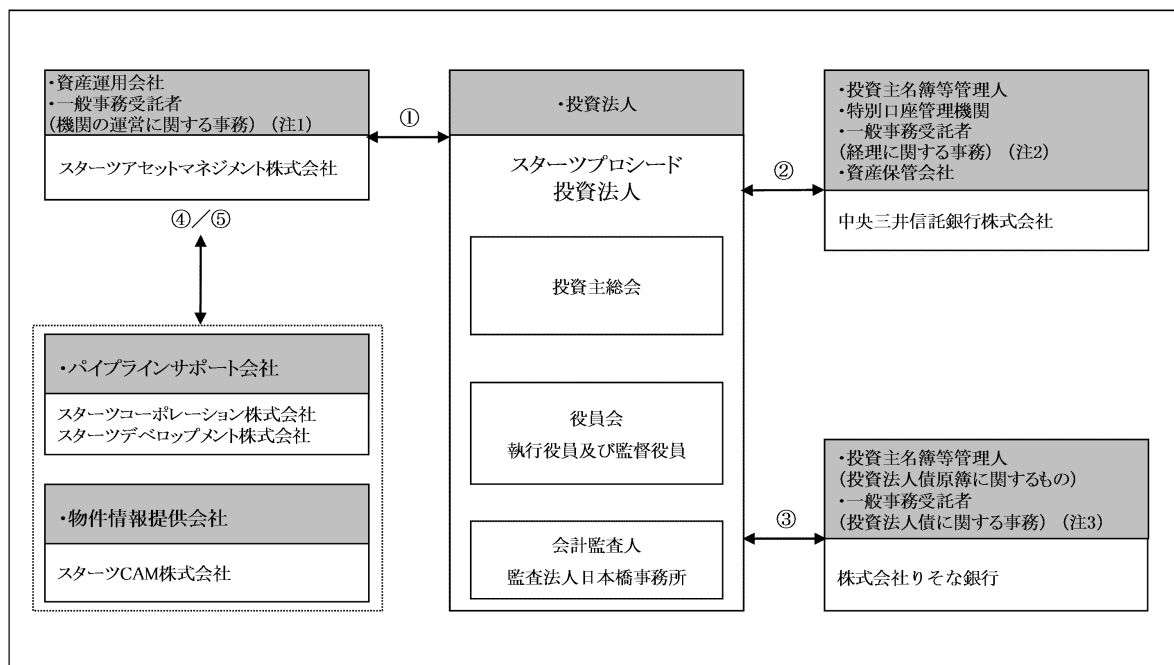 ・資産運用会社
・一般事務受託者
(機関の運営に関する事務) (注1)
スターツアセットマネジメント株式会社
①
④／⑤
・パイプラインサポート会社
スターツコーポレーション株式会社
スターツデベロップメント株式会社
・物件情報提供会社
スターツCAM株式会社
・投資法人
スターツプロシード
投資法人
投資主総会
役員会
執行役員及び監督役員
会計監査人
監査法人日本橋事務所
②
・投資主名簿等管理人
・特別口座管理機関
・一般事務受託者
(経理に関する事務) (注2)
・資産保管会社
中央三井信託銀行株式会社
③
・投資主名簿等管理人
(投資法人債原簿に関するもの)
・一般事務受託者
(投資法人債に関する事務) (注3)
株式会社りそな銀行